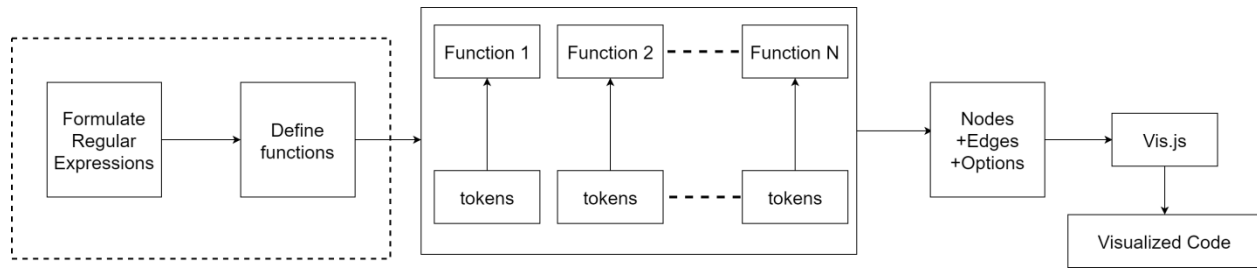 Formulate
Regular
Expressions
Define
functions
Function 1
Function 2
Function N
tokens
tokens
tokens
Nodes
+Edges
+Options
Vis.js
Visualized Code